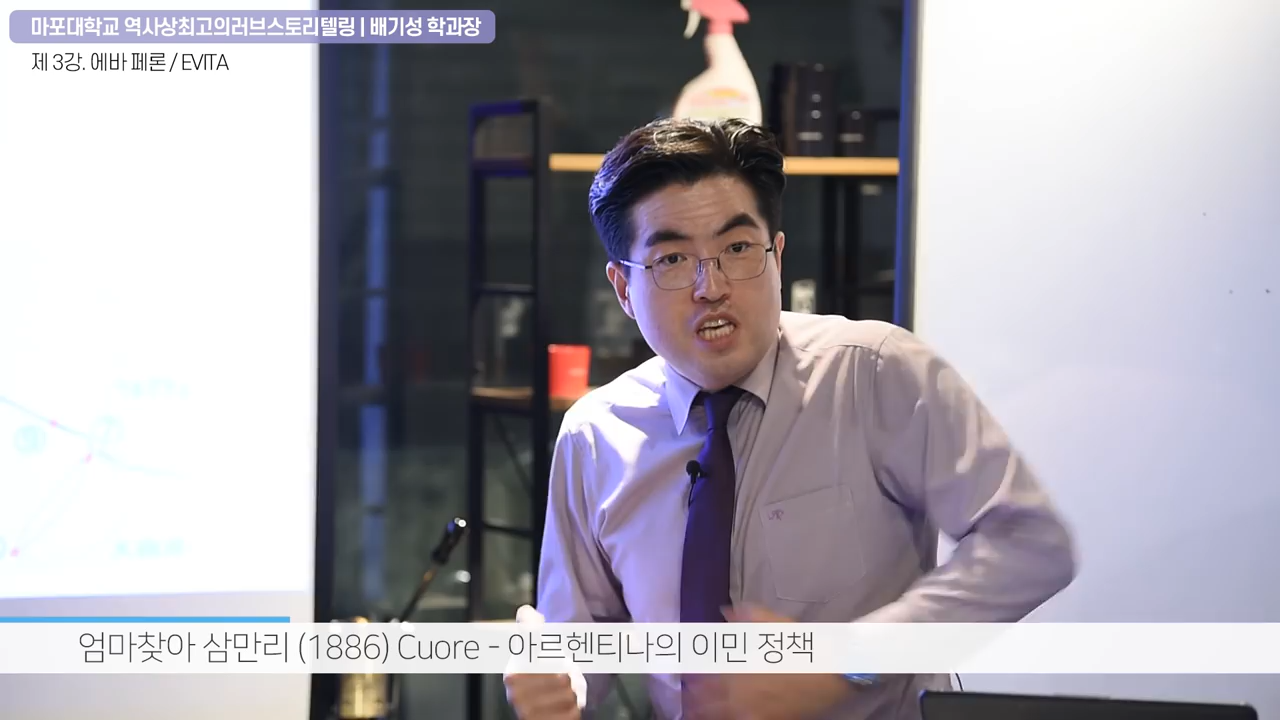 마포대학교 역사상최고의러브스토리텔링 | 배기성 학과장
제 3강. 에바 페론 / EVITA
엄마찾아 삼만리 (1886) Cuore - 아르헨티나의 이민 정책